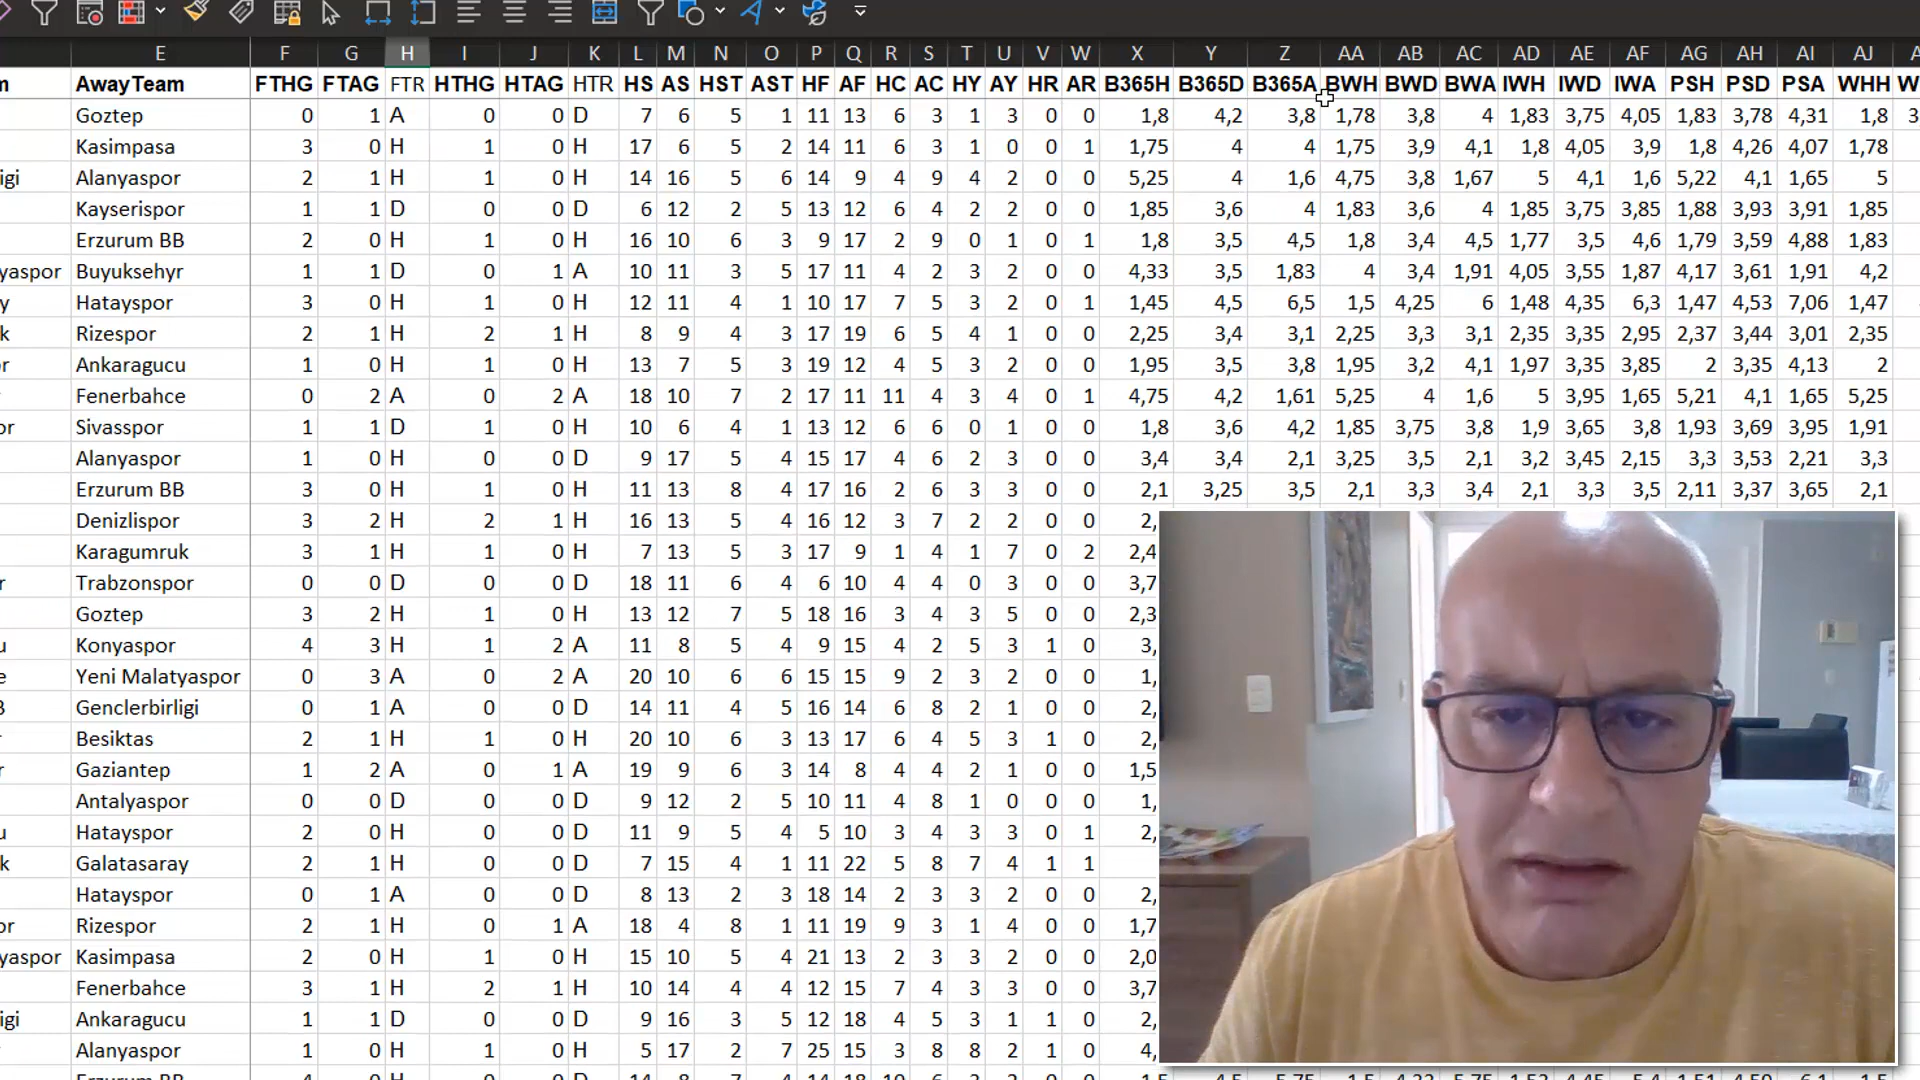 E F G H I J K L M N O P Q R S T U V W X Y Z AA AB AC AD AE AF AG AH AI AJ
m AwayTeam FTHG FTAG FTR HTHG HTAG HTR HS AS HST AST HF AF HC AC HY AY HR AR B365H B365D B365A BWH BWD BWA IWH IWD IWA PSH PSD PSA WHH W
Goztep 0 1 A 0 0 D 7 6 5 1 11 13 6 3 1 3 0 0 1,8 4,2 3,8 1,78 3,8 4 1,83 3,75 4,05 1,83 3,78 4,31 1,8 3
Kasimpasa 3 0 H 1 0 H 17 6 5 2 14 11 6 3 1 0 0 1 1,75 4 4 1,75 3,9 4,1 1,8 4,05 3,9 1,8 4,26 4,07 1,78
igi Alanyaspor 2 1 H 1 0 H 14 16 5 6 14 9 4 9 4 2 0 0 5,25 4 1,6 4,75 3,8 1,67 5 4,1 1,6 5,22 4,1 1,65 5
Kayserispor 1 1 D 0 0 D 6 12 2 5 13 12 6 4 2 2 0 0 1,85 3,6 4 1,83 3,6 4 1,85 3,75 3,85 1,88 3,93 3,91 1,85
Erzurum BB 2 0 H 1 0 H 16 10 6 3 9 17 2 9 0 1 0 1 1,8 3,5 4,5 1,8 3,4 4,5 1,77 3,5 4,6 1,79 3,59 4,88 1,83
yaspor Buyuksehyr 1 1 D 0 1 A 10 11 3 5 17 11 4 2 3 2 0 0 4,33 3,5 1,83 4 3,4 1,91 4,05 3,55 1,87 4,17 3,61 1,91 4,2
y Hatayspor 3 0 H 1 0 H 12 11 4 1 10 17 7 5 3 2 0 1 1,45 4,5 6,5 1,5 4,25 6 1,48 4,35 6,3 1,47 4,53 7,06 1,47
k Rizespor 2 1 H 2 1 H 8 9 4 3 17 19 6 5 4 1 0 0 2,25 3,4 3,1 2,25 3,3 3,1 2,35 3,35 2,95 2,37 3,44 3,01 2,35
r Ankaragucu 1 0 H 1 0 H 13 7 5 3 19 12 4 5 3 2 0 0 1,95 3,5 3,8 1,95 3,2 4,1 1,97 3,35 3,85 2 3,35 4,13 2
Fenerbahce 0 2 A 0 2 A 18 10 7 2 17 11 11 4 3 4 0 1 4,75 4,2 1,61 5,25 4 1,6 5 3,95 1,65 5,21 4,1 1,65 5,25
or Sivasspor 1 1 D 1 0 H 10 6 4 1 13 12 6 6 0 1 0 0 1,8 3,6 4,2 1,85 3,75 3,8 1,9 3,65 3,8 1,93 3,69 3,95 1,91
Alanyaspor 1 0 H 0 0 D 9 17 5 4 15 17 4 6 2 3 0 0 3,4 3,4 2,1 3,25 3,5 2,1 3,2 3,45 2,15 3,3 3,53 2,21 3,3
Erzurum BB 3 0 H 1 0 H 11 13 8 4 17 16 2 6 3 3 0 0 2,1 3,25 3,5 2,1 3,3 3,4 2,1 3,3 3,5 2,11 3,37 3,65 2,1
Denizlispor 3 2 H 2 1 H 16 13 5 4 16 12 3 7 2 2 0 0 2,
Karagumruk 3 1 H 1 0 H 7 13 5 3 17 9 1 4 1 7 0 2 2,4
r Trabzonspor 0 0 D 0 0 D 18 11 6 4 6 10 4 4 0 3 0 0 3,7
Goztep 3 2 H 1 0 H 13 12 7 5 18 16 3 4 3 5 0 0 2,3
u Konyaspor 4 3 H 1 2 A 11 8 5 4 9 15 4 2 5 3 1 0 3,
e Yeni Malatyaspor 0 3 A 0 2 A 20 10 6 6 15 15 9 2 3 2 0 0 1,
B Genclerbirligi 0 1 A 0 0 D 14 11 4 5 16 14 6 8 2 1 0 0 2,
r Besiktas 2 1 H 1 0 H 20 10 6 3 13 17 6 4 5 3 1 0 2,
r Gaziantep 1 2 A 0 1 A 19 9 6 3 14 8 4 4 2 1 0 0 1,5
Antalyaspor 0 0 D 0 0 D 9 12 2 5 10 11 4 8 1 0 0 0 1,
u Hatayspor 2 0 H 0 0 D 11 9 5 4 5 10 3 4 3 3 0 1 2,
k Galatasaray 2 1 H 0 0 D 7 15 4 1 11 22 5 8 7 4 1 1
Hatayspor 0 1 A 0 0 D 8 13 2 3 18 14 2 3 3 2 0 0 2,
or Rizespor 2 1 H 0 1 A 18 4 8 1 11 19 9 3 1 4 0 0 1,7
yaspor Kasimpasa 2 0 H 1 0 H 15 10 5 4 21 13 2 3 3 2 0 0 2,0
Fenerbahce 3 1 H 2 1 H 10 14 4 4 12 15 7 4 3 3 0 0 3,7
igi Ankaragucu 1 1 D 0 0 D 9 16 3 5 12 18 4 5 3 1 1 0 2,
r Alanyaspor 1 0 H 1 0 H 5 17 2 7 25 15 3 8 8 2 1 0 4,